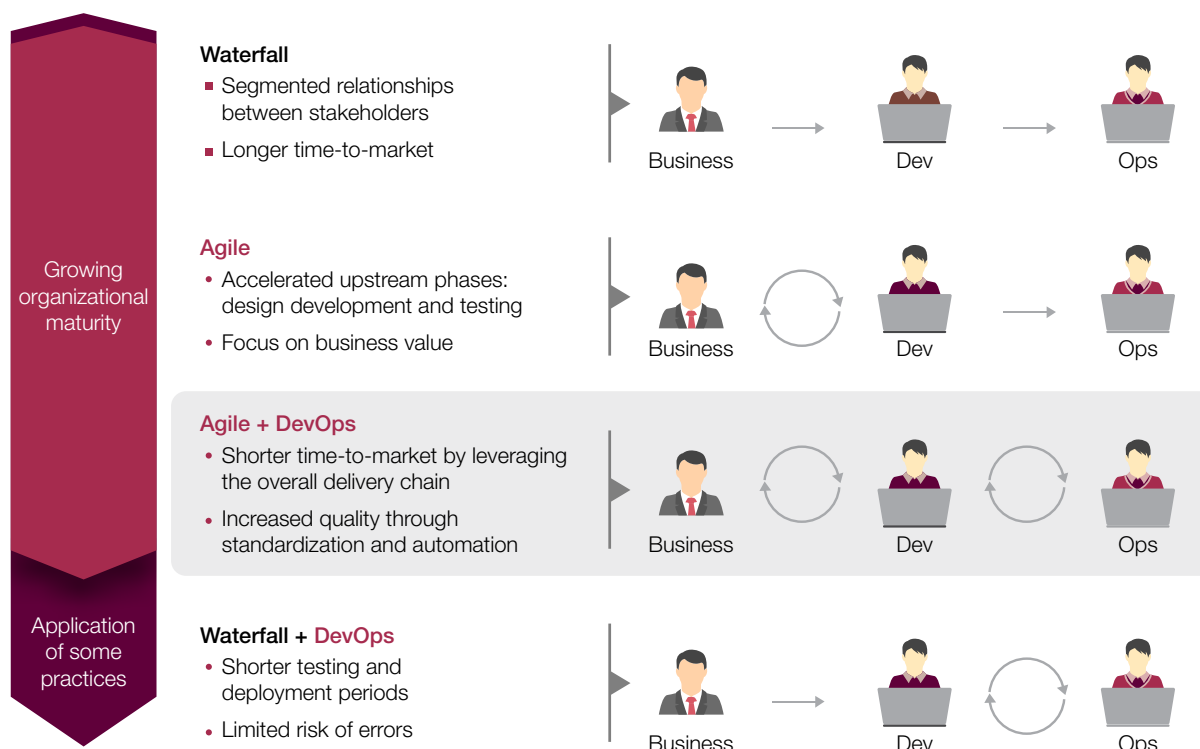 Growing
organizational
maturity
Application
of some
practices
Waterfall
Segmented relationships
between stakeholders
Longer time-to-market
Business
Dev
Ops
Agile
Accelerated upstream phases:
design development and testing
Focus on business value
Business
Dev
Ops
Agile + DevOps
Shorter time-to-market by leveraging
the overall delivery chain
Increased quality through
standardization and automation
Business
Dev
Ops
Waterfall + DevOps
Shorter testing and
deployment periods
Limited risk of errors
Business
Dev
Ops